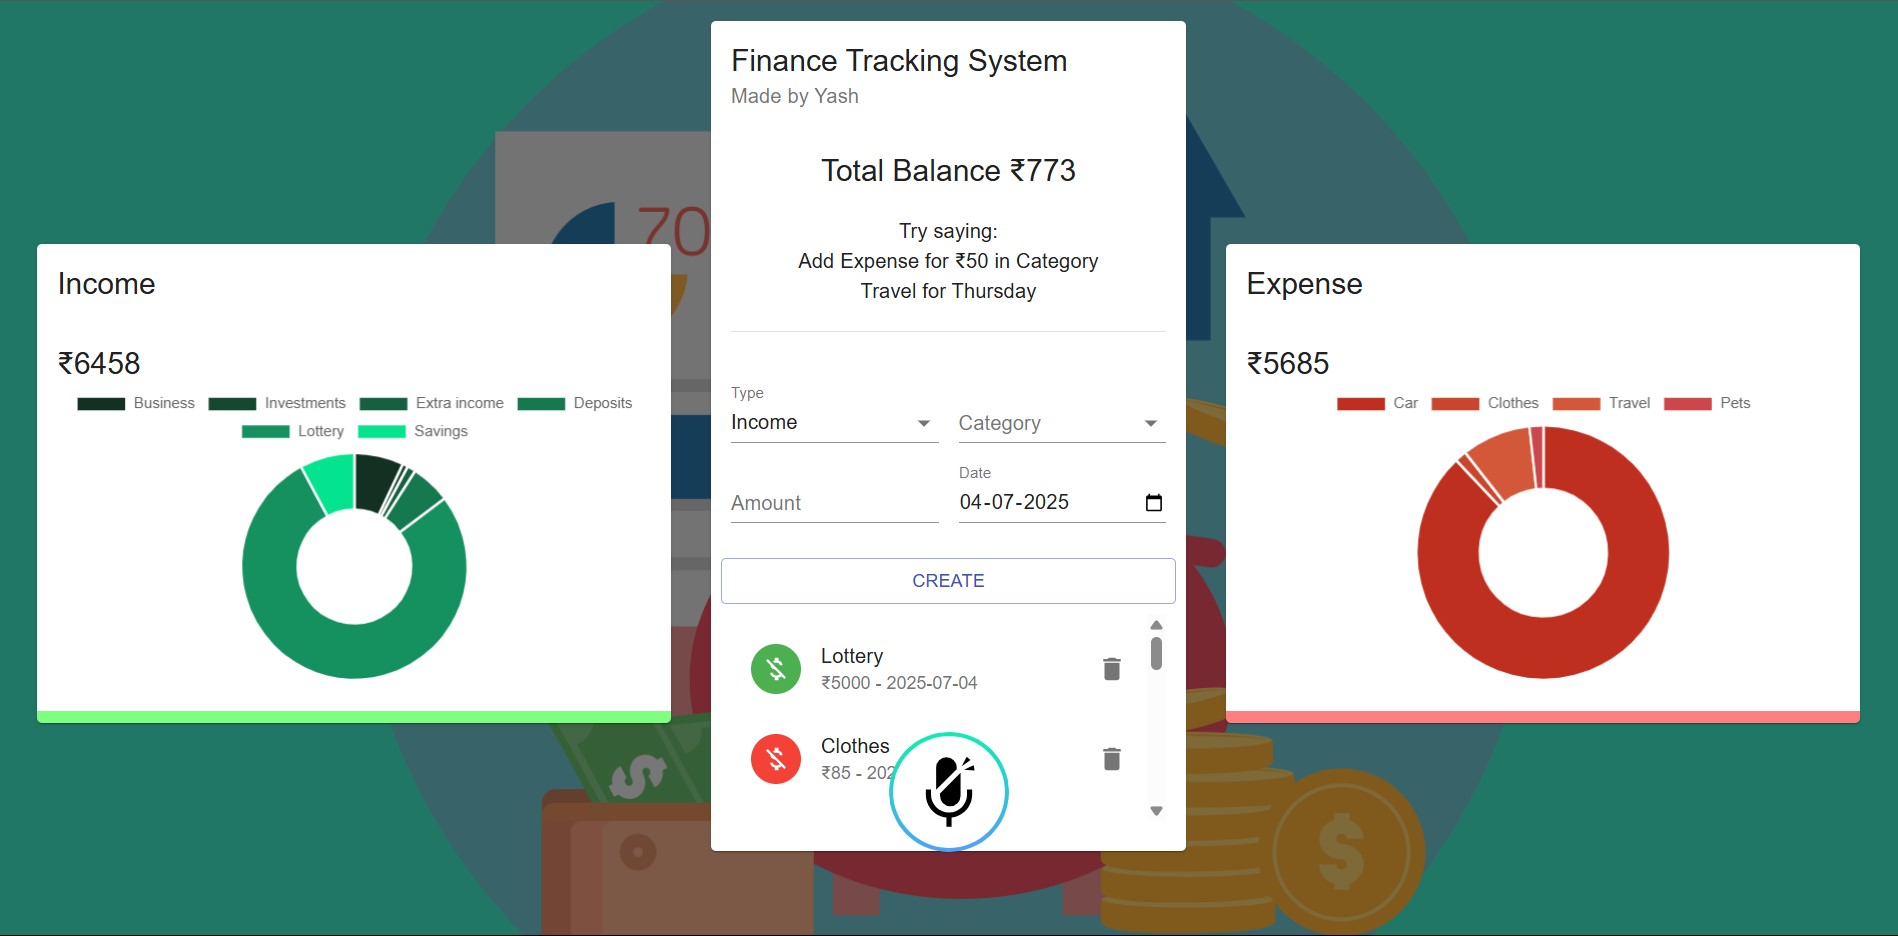 Finance Tracking System
Made by Yash
Total Balance ₹773
Try saying:
Add Expense for ₹50 in Category
Travel for Thursday
Type
Income
Category
Amount
Date
04-07-2025
CREATE
Lottery
₹5000 - 2025-07-04
Clothes
₹85 - 202
Income
₹6458
Business Investments Extra income Deposits
Lottery Savings
Expense
₹5685
Car Clothes Travel Pets
70
$
$